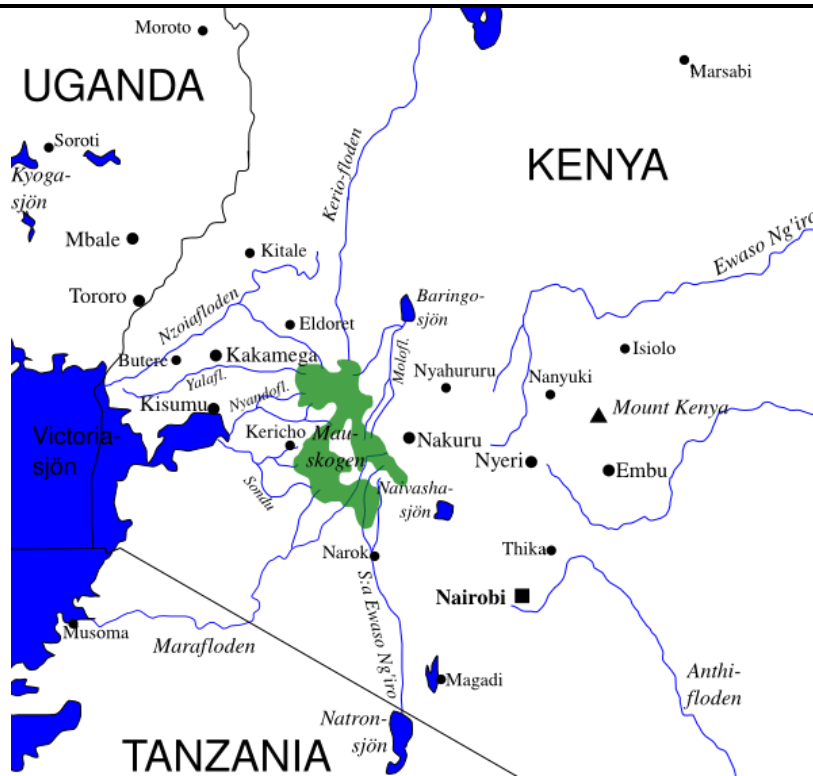 Moroto
Marsabi
UGANDA
Soroti
KENYA
Kyoga-
sjön
Kerio-floden
Mbale
Kitale
Ewaso Ng'iro
Tororo
Nzoiafloden
Baringo-
sjön
Eldoret
Isiolo
Butere
Kakamega
Molofl.
Nyahururu
Nanyuki
Yalafl.
Kisumu
Nyandofl.
Mount Kenya
Victoria-
sjön
Kericho
Mau-
skogen
Nakuru
Nyeri
Embu
Sondu
Naivasha-
sjön
Narok
Thika
Nairobi
S:a Ewaso Ng'iro
Musoma
Marafloden
Magadi
Anthi-
floden
Natron-
sjön
TANZANIA